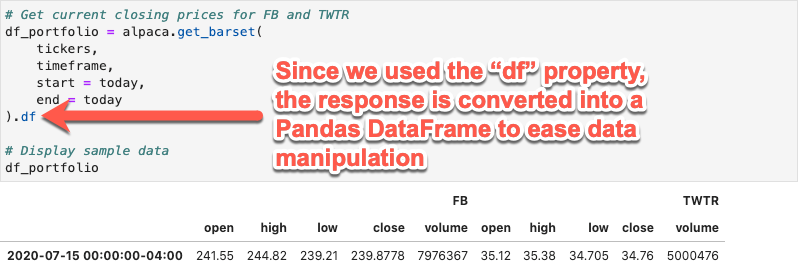 # Get current closing prices for FB and TWTR
df_portfolio = alpaca.get_barset(
tickers,
timeframe,
start = today,
end = today
).df
Since we used the “df” property,
the response is converted into a
Pandas DataFrame to ease data
manipulation
# Display sample data
df_portfolio
FB TWTR
open high low close volume open high low close volume
2020-07-15 00:00:00-04:00 241.55 244.82 239.21 239.8778 7976367 35.12 35.38 34.705 34.76 5000476